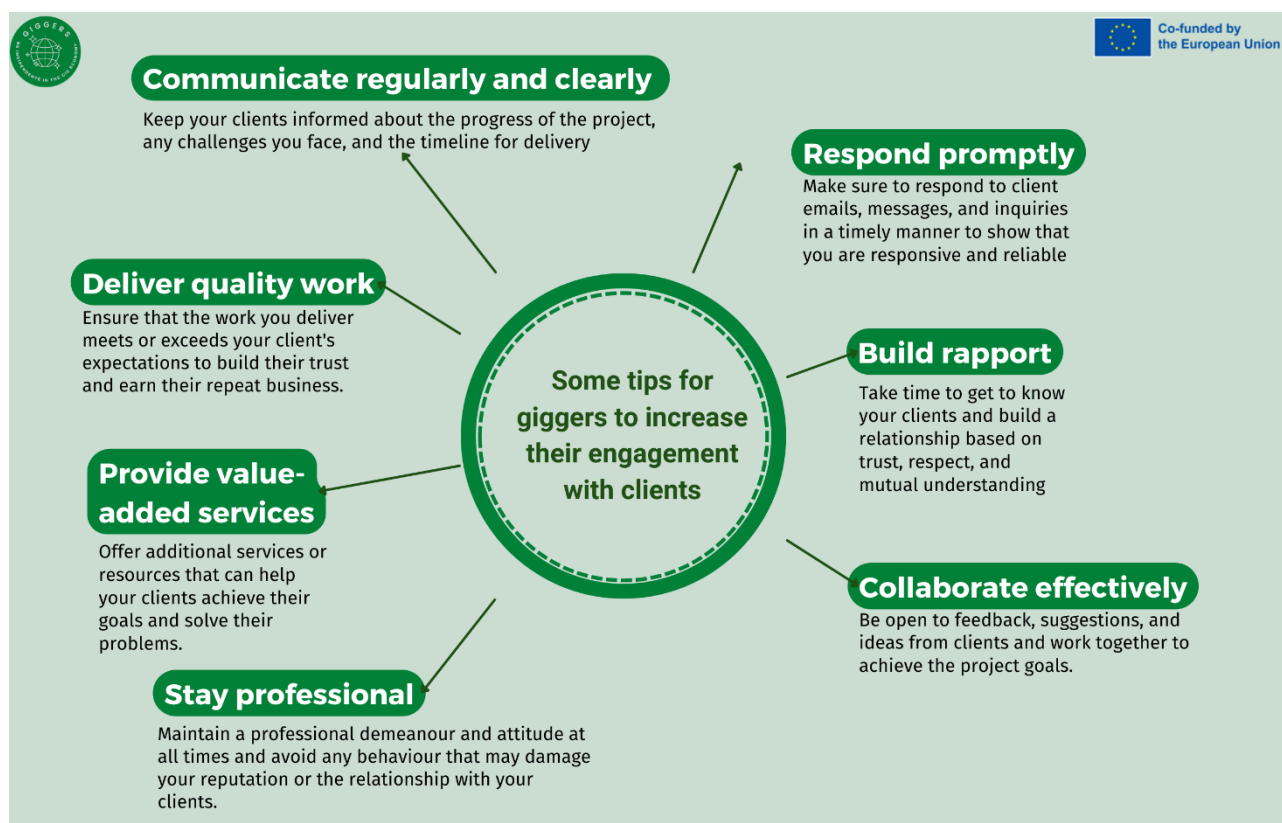 GIGGERS
BE INDEPENDENTE IN THE GIG ECONOMY
Co-funded by
the European Union
Communicate regularly and clearly
Keep your clients informed about the progress of the project,
any challenges you face, and the timeline for delivery
Respond promptly
Make sure to respond to client
emails, messages, and inquiries
in a timely manner to show that
you are responsive and reliable
Deliver quality work
Ensure that the work you deliver
meets or exceeds your client's
expectations to build their trust
and earn their repeat business.
Build rapport
Take time to get to know
your clients and build a
relationship based on
trust, respect, and
mutual understanding
Some tips for
giggers to increase
their engagement
with clients
Provide value-
added services
Offer additional services or
resources that can help
your clients achieve their
goals and solve their
problems.
Collaborate effectively
Be open to feedback, suggestions, and
ideas from clients and work together to
achieve the project goals.
Stay professional
Maintain a professional demeanour and attitude at
all times and avoid any behaviour that may damage
your reputation or the relationship with your
clients.